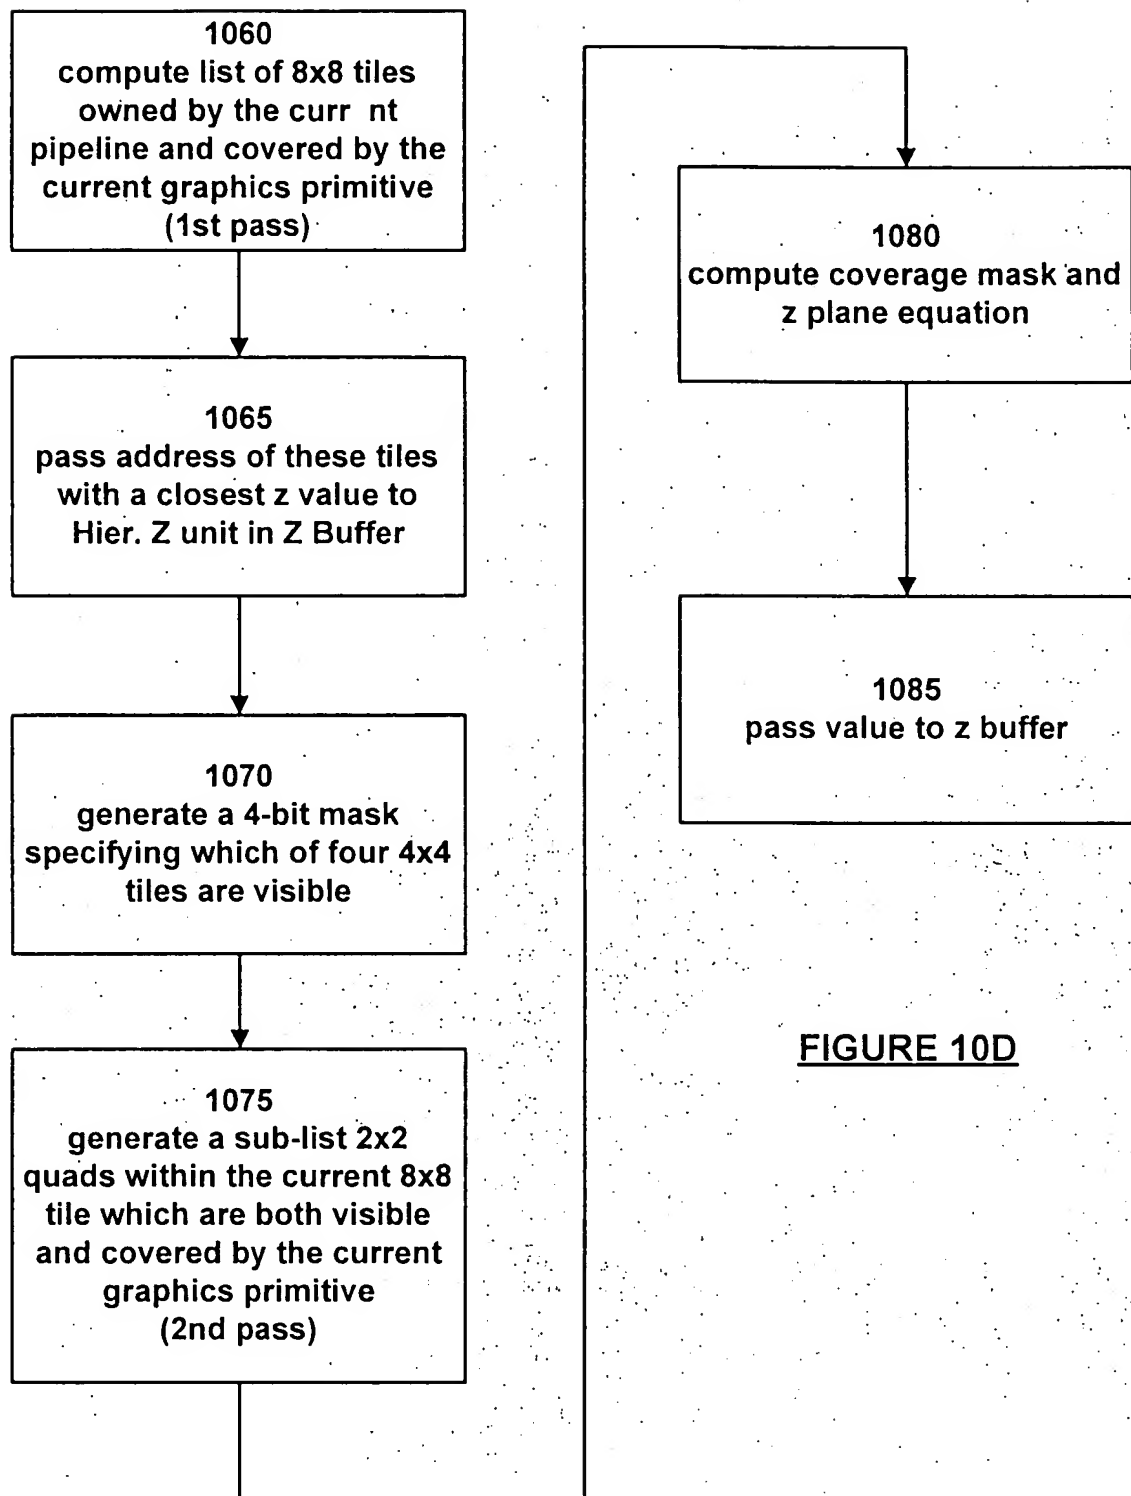 1060
compute list of 8x8 tiles
owned by the curr nt
pipeline and covered by the
current graphics primitive
(1st pass)
1065
pass address of these tiles
with a closest z value to
Hier. Z unit in Z Buffer
1070
generate a 4-bit mask
specifying which of four 4x4
tiles are visible
1075
generate a sub-list 2x2
quads within the current 8x8
tile which are both visible
and covered by the current
graphics primitive
(2nd pass)
1080
compute coverage mask and
z plane equation
1085
pass value to z buffer
FIGURE 10D